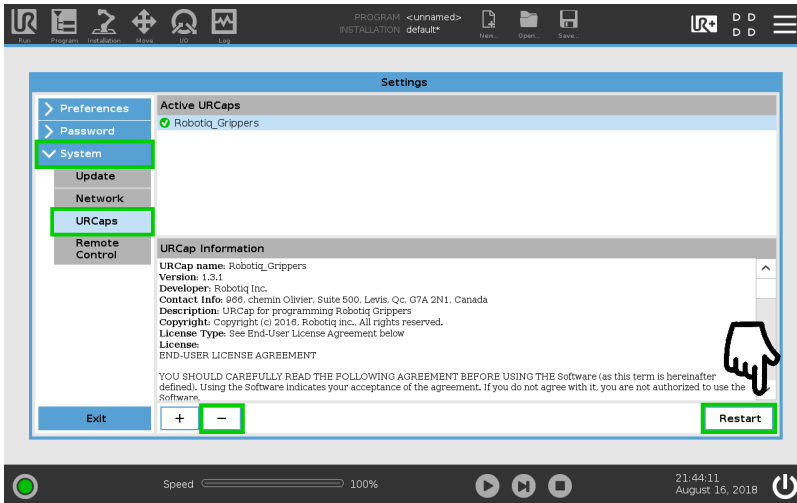 PROGRAM <unnamed>
INSTALLATION default*
UR
Run
Program
Installation
Move
I/O
Log
New...
Open...
Save...
UR+
D D
D D
Settings
Preferences
Password
System
Update
Network
URCaps
Remote
Control
Exit
Active URCaps
Robotiq_Grippers
URCap Information
URCap name: Robotiq_Grippers
Version: 1.3.1
Developer: Robotiq Inc.
Contact Info: 966, chemin Olivier, Suite 500, Levis, Qc, G7A 2N1, Canada
Description: URCap for programming Robotiq Grippers
Copyright: Copyright (c) 2016, Robotiq inc., All rights reserved.
License Type: See End-User License Agreement below
License:
END-USER LICENSE AGREEMENT
YOU SHOULD CAREFULLY READ THE FOLLOWING AGREEMENT BEFORE USING THE Software (as this term is hereinafter
defined). Using the Software indicates your acceptance of the agreement. If you do not agree with it, you are not authorized to use the
Software.
+
−
Restart
Speed
100%
21:44:11
August 16, 2018